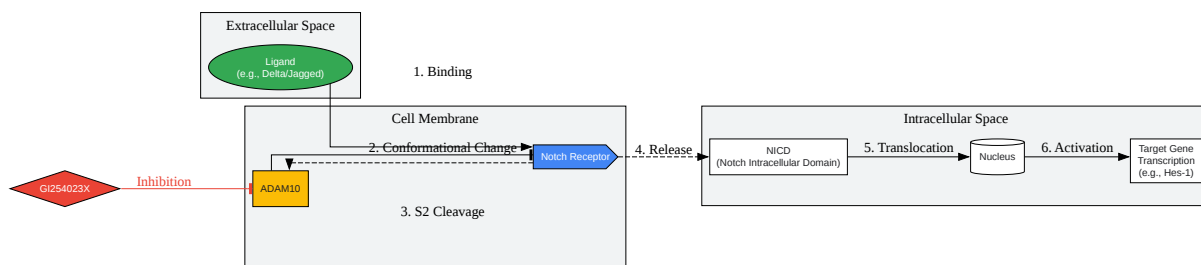 Extracellular Space
Ligand
(e.g., Delta/Jagged)
1. Binding
Cell Membrane
2. Conformational Change
Notch Receptor
4. Release
Intracellular Space
NICD
(Notch Intracellular Domain)
5. Translocation
Nucleus
6. Activation
Target Gene
Transcription
(e.g., Hes-1)
GI254023X
Inhibition
ADAM10
3. S2 Cleavage